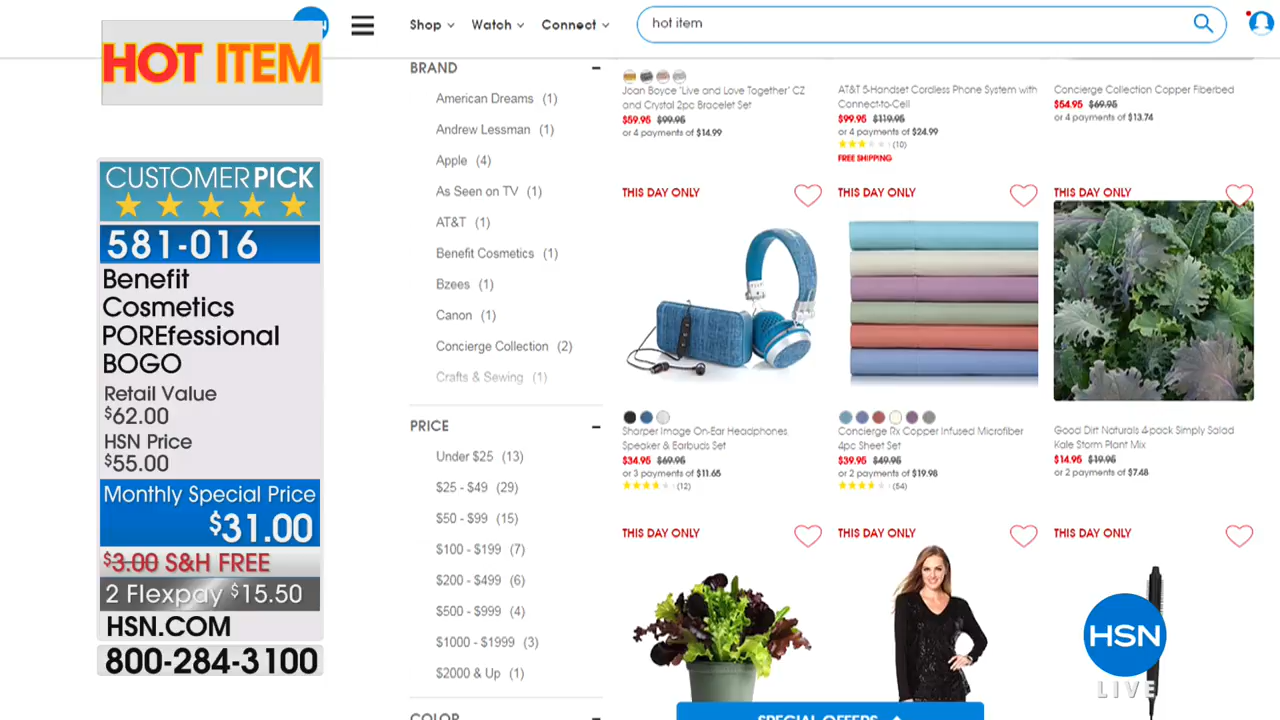 HOT ITEM
CUSTOMER PICK
581-016
Benefit
Cosmetics
POREfessional
BOGO
Retail Value
$62.00
HSN Price
$55.00
Monthly Special Price
$31.00
$3.00 S&H FREE
2 Flexpay $15.50
HSN.COM
800-284-3100
Shop
Watch
Connect
hot item
BRAND
American Dreams (1)
Andrew Lessman (1)
Apple (4)
As Seen on TV (1)
AT&T (1)
Benefit Cosmetics (1)
Bzees (1)
Canon (1)
Concierge Collection (2)
Crafts & Sewing (1)
PRICE
Under $25 (13)
$25 - $49 (29)
$50 - $99 (15)
$100 - $199 (7)
$200 - $499 (6)
$500 - $999 (4)
$1000 - $1999 (3)
$2000 & Up (1)
COLOR
Joan Boyce "Live and Love Together" CZ
and Crystal 2pc Bracelet Set
$59.95 $99.95
or 4 payments of $14.99
AT&T 5-Handset Cordless Phone System with
Connect-to-Cell
$99.95 $119.95
or 4 payments of $24.99
(10)
FREE SHIPPING
Concierge Collection Copper Fiberbed
$54.95 $69.95
or 4 payments of $13.74
THIS DAY ONLY
Sharper Image On-Ear Headphones,
Speaker & Earbuds Set
$34.95 $69.95
or 3 payments of $11.65
(12)
THIS DAY ONLY
Concierge Rx Copper Infused Microfiber
4pc Sheet Set
$39.95 $49.95
or 2 payments of $19.98
(54)
THIS DAY ONLY
Good Dirt Naturals 4-pack Simply Salad
Kale Storm Plant Mix
$14.95 $19.95
or 2 payments of $7.48
THIS DAY ONLY
THIS DAY ONLY
THIS DAY ONLY
SPECIAL OFFERS
HSN
LIVE